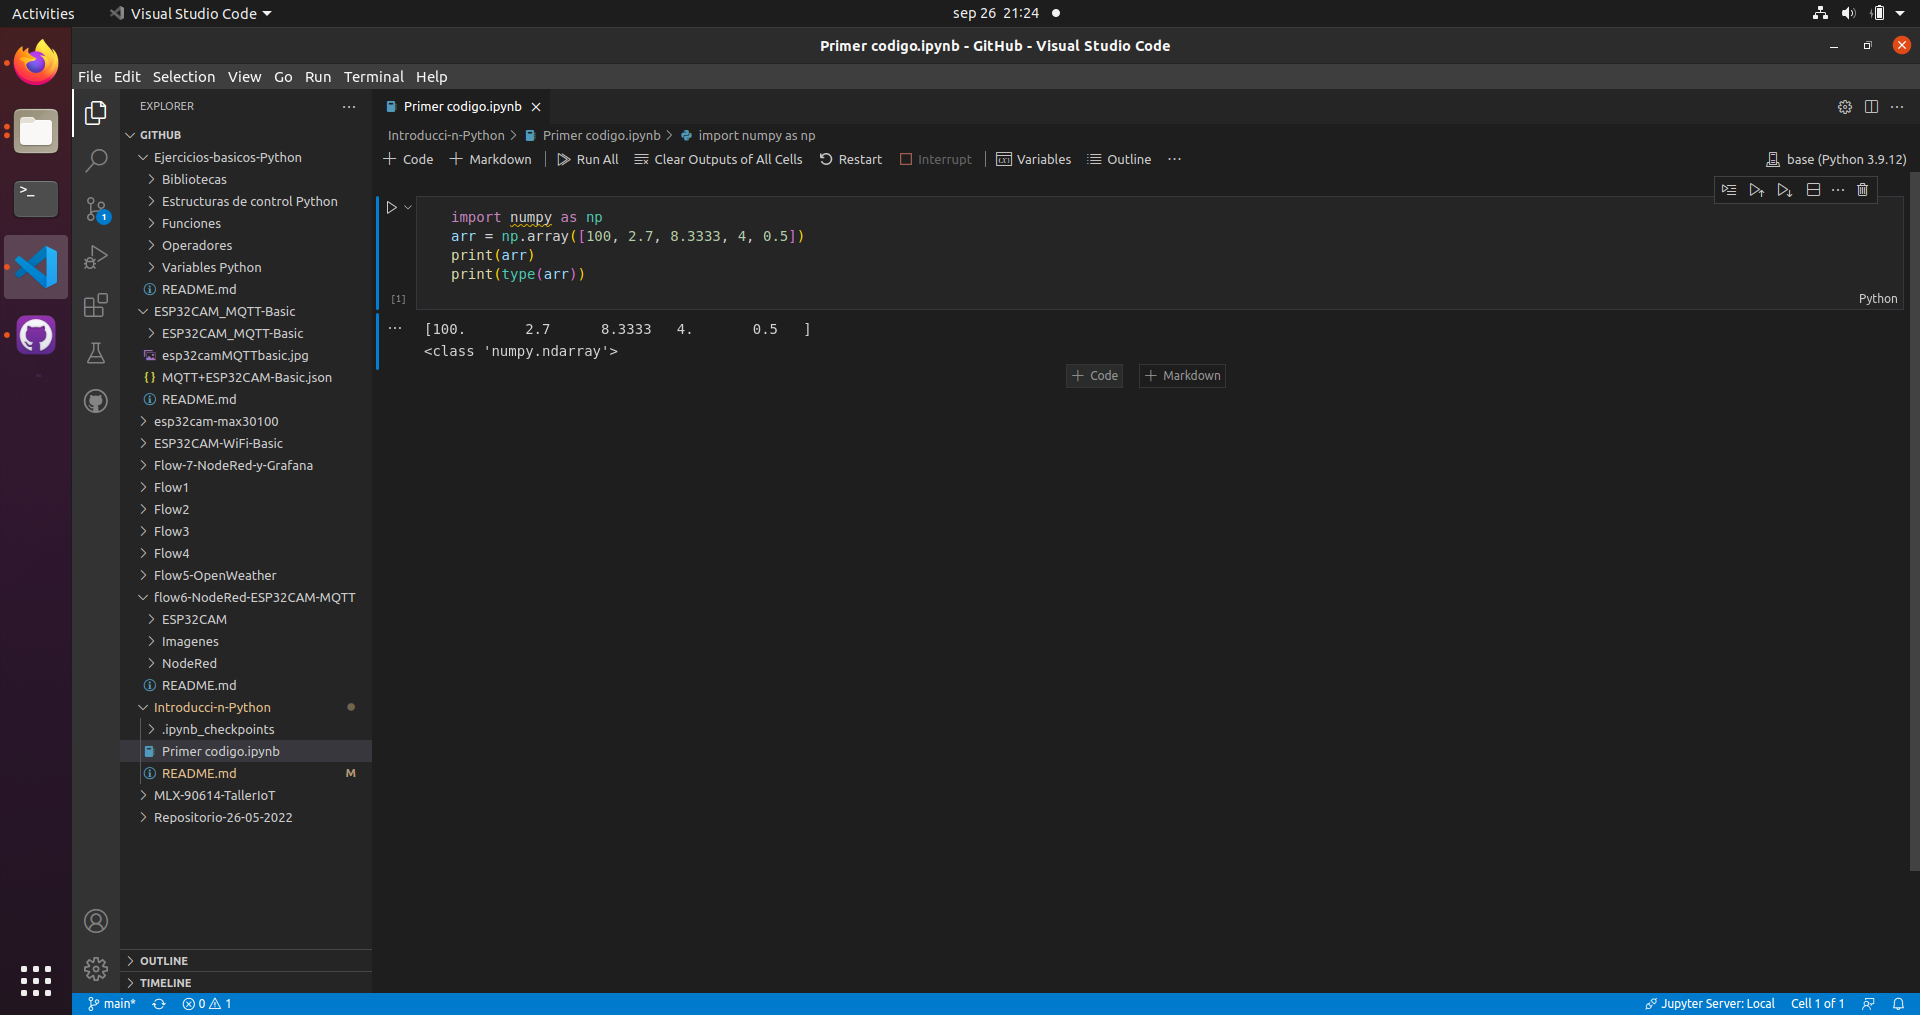 Activities
Visual Studio Code
sep 26 21:24
Primer codigo.ipynb - GitHub - Visual Studio Code
File Edit Selection View Go Run Terminal Help
EXPLORER
Primer codigo.ipynb
GITHUB
Introducci-n-Python > Primer codigo.ipynb > import numpy as np
+ Code + Markdown Run All Clear Outputs of All Cells Restart Interrupt Variables Outline ...
base (Python 3.9.12)
Ejercicios-basicos-Python
Bibliotecas
Estructuras de control Python
Funciones
Operadores
Variables Python
README.md
ESP32CAM_MQTT-Basic
ESP32CAM_MQTT-Basic
esp32camMQTTbasic.jpg
MQTT+ESP32CAM-Basic.json
README.md
esp32cam-max30100
ESP32CAM-WiFi-Basic
Flow-7-NodeRed-y-Grafana
Flow1
Flow2
Flow3
Flow4
Flow5-OpenWeather
flow6-NodeRed-ESP32CAM-MQTT
ESP32CAM
Imagenes
NodeRed
README.md
Introducci-n-Python
.ipynb_checkpoints
Primer codigo.ipynb
README.md M
MLX-90614-TallerIoT
Repositorio-26-05-2022
OUTLINE
TIMELINE
1
import numpy as np
arr = np.array([100, 2.7, 8.3333, 4, 0.5])
print(arr)
print(type(arr))
[1]
Python
[100. 2.7 8.3333 4. 0.5 ]
<class 'numpy.ndarray'>
+ Code + Markdown
main* 0 1
Jupyter Server: Local Cell 1 of 1